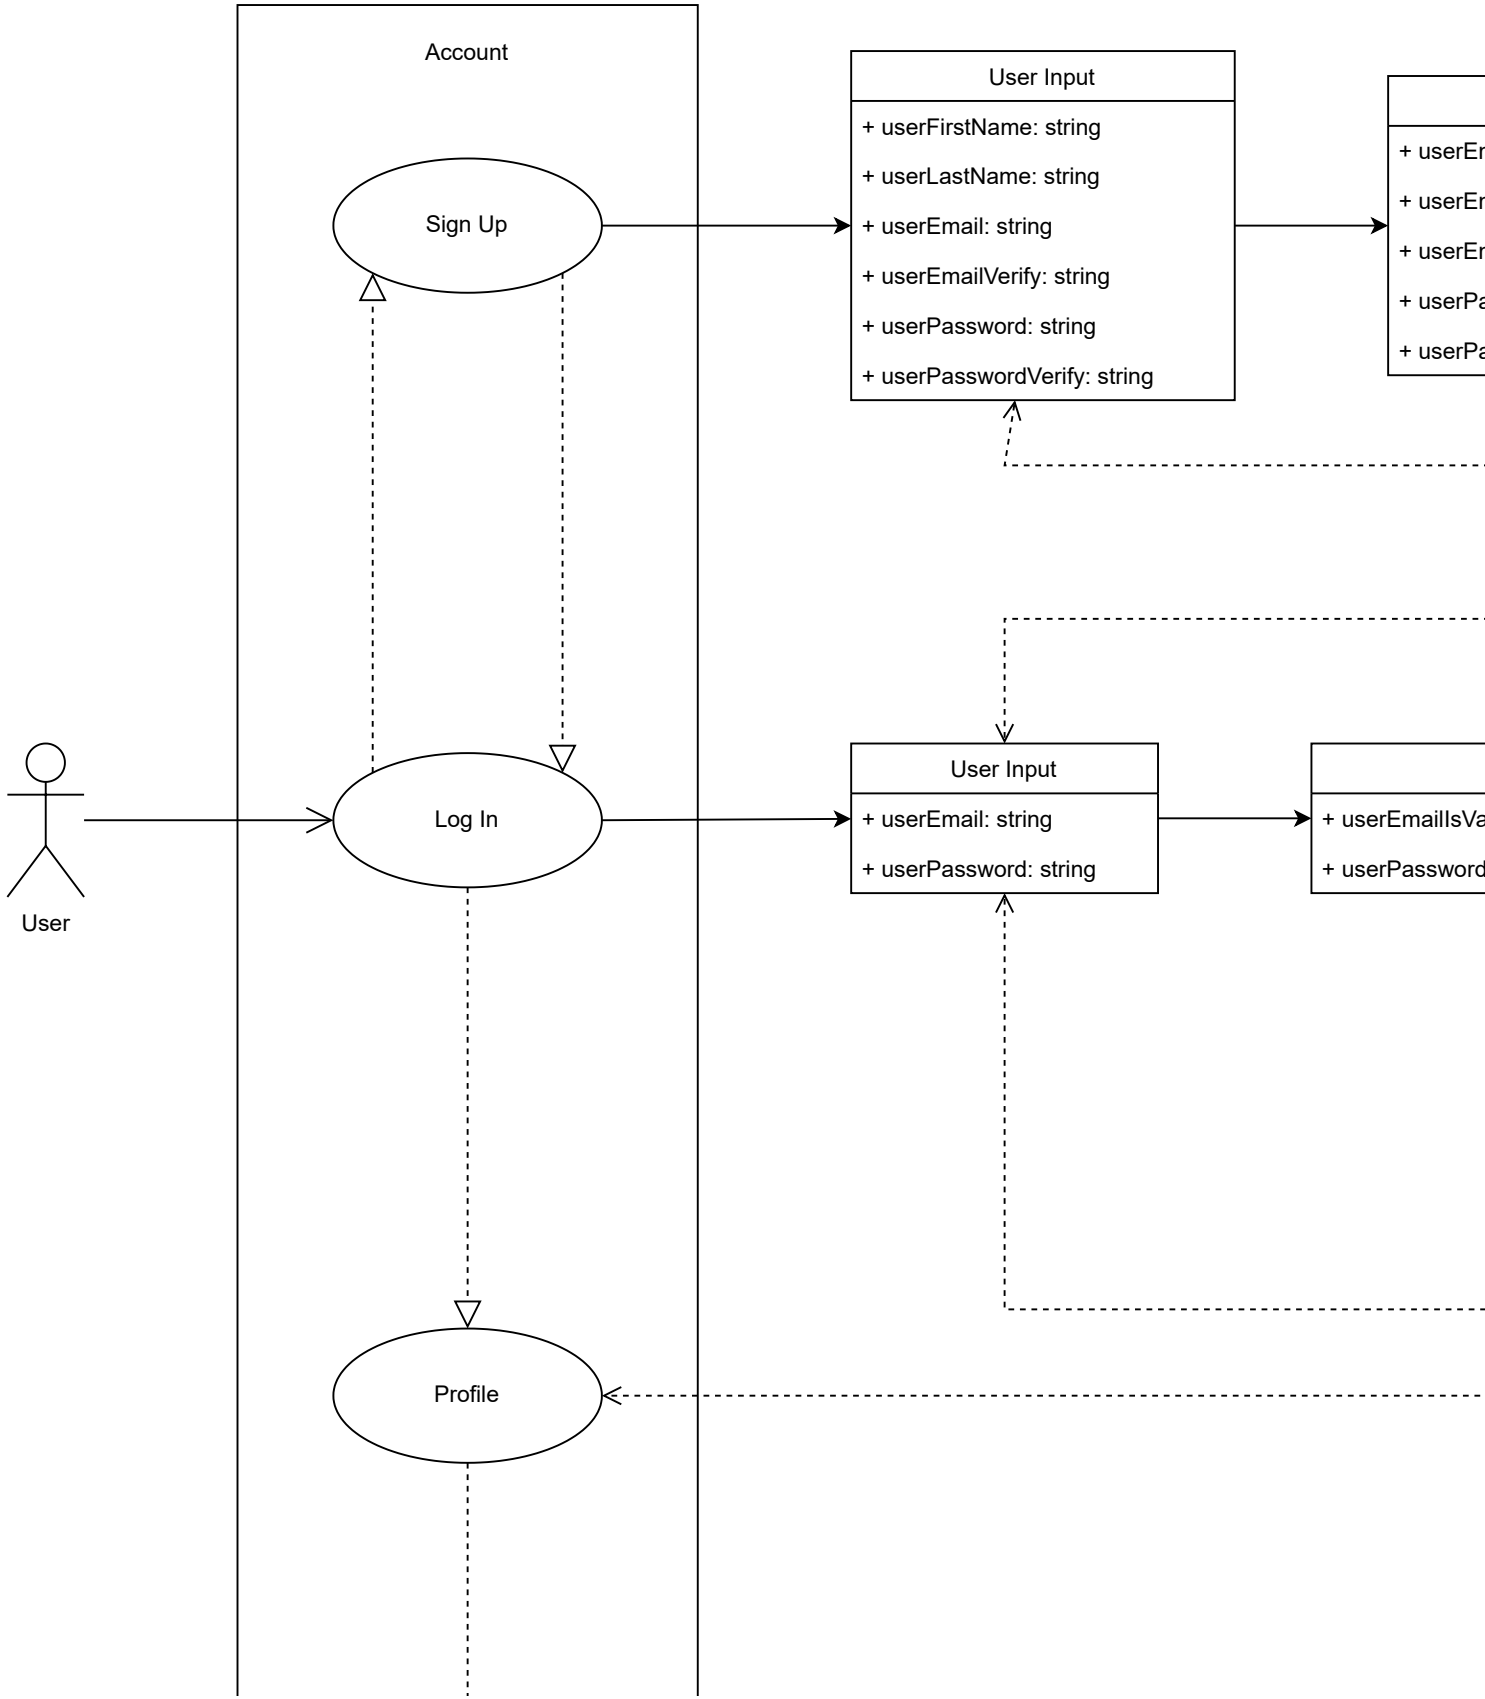 Account
Sign Up
User Input
+ userFirstName: string
+ userLastName: string
+ userEmail: string
+ userEmailVerify: string
+ userPassword: string
+ userPasswordVerify: string
+
+
+
+
+
User
Log In
User Input
+ userEmail: string
+ userPassword: string
+
+ userPassword
Profile